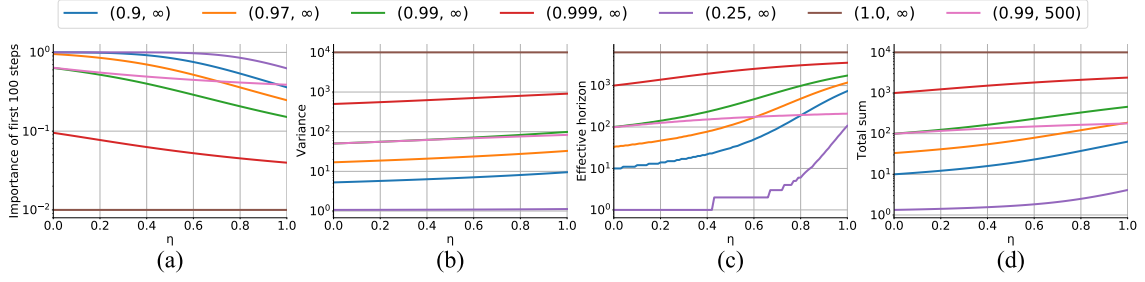 (0.9, ∞) (0.97, ∞) (0.99, ∞) (0.999, ∞) (0.25, ∞) (1.0, ∞) (0.99, 500)
Importance of first 100 steps
10⁰
10⁻¹
10⁻²
0.0 0.2 0.4 0.6 0.8 1.0
η
(a)
Variance
10⁴
10³
10²
10¹
10⁰
0.0 0.2 0.4 0.6 0.8 1.0
η
(b)
Effective horizon
10³
10²
10¹
10⁰
0.0 0.2 0.4 0.6 0.8 1.0
η
(c)
Total sum
10⁴
10³
10²
10¹
10⁰
0.0 0.2 0.4 0.6 0.8 1.0
η
(d)